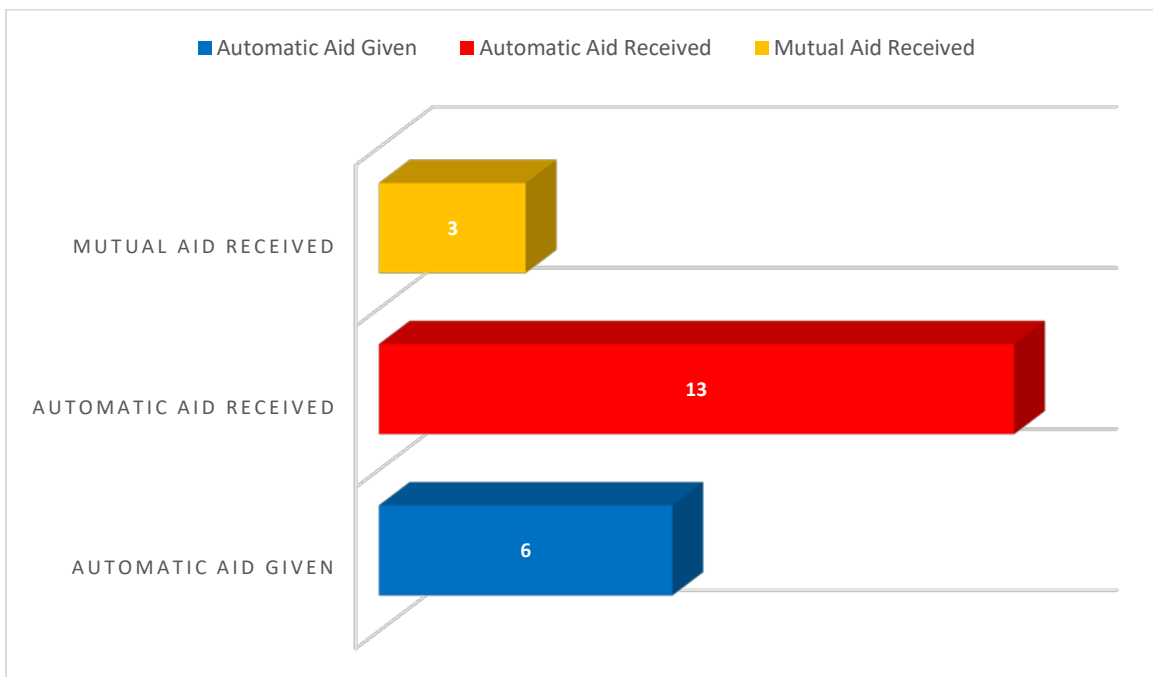 Automatic Aid Given Automatic Aid Received Mutual Aid Received
MUTUAL AID RECEIVED 3
AUTOMATIC AID RECEIVED 13
AUTOMATIC AID GIVEN 6